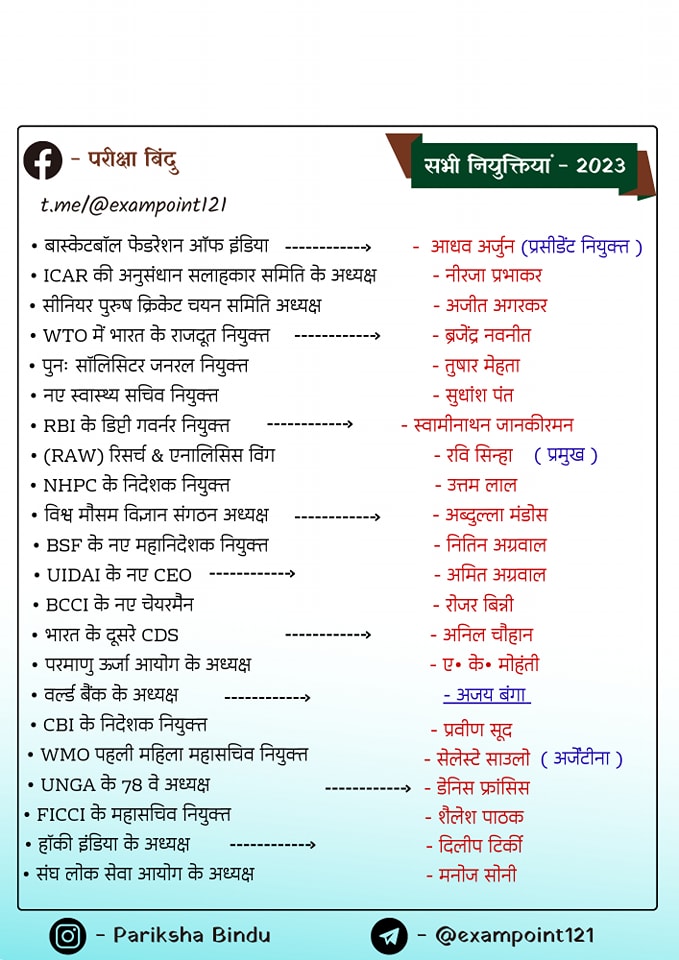 - परीक्षा बिंदु
सभी नियुक्तियां - 2023
t.me/@exampoint121
• बास्केटबॉल फेडरेशन ऑफ इंडिया - आधव अर्जुन (प्रसीडेंट नियुक्त )
• ICAR की अनुसंधान सलाहकार समिति के अध्यक्ष - नीरजा प्रभाकर
• सीनियर पुरुष क्रिकेट चयन समिति अध्यक्ष - अजीत अगरकर
• WTO में भारत के राजदूत नियुक्त - ब्रजेंद्र नवनीत
• पुनः सॉलिसिटर जनरल नियुक्त - तुषार मेहता
• नए स्वास्थ्य सचिव नियुक्त - सुधांश पंत
• RBI के डिप्टी गवर्नर नियुक्त - स्वामीनाथन जानकीरमन
• (RAW) रिसर्च & एनालिसिस विंग - रवि सिन्हा ( प्रमुख )
• NHPC के निदेशक नियुक्त - उत्तम लाल
• विश्व मौसम विज्ञान संगठन अध्यक्ष - अब्दुल्ला मंडोस
• BSF के नए महानिदेशक नियुक्त - नितिन अग्रवाल
• UIDAI के नए CEO - अमित अग्रवाल
• BCCI के नए चेयरमैन - रोजर बिन्नी
• भारत के दूसरे CDS - अनिल चौहान
• परमाणु ऊर्जा आयोग के अध्यक्ष - ए• के• मोहंती
• वर्ल्ड बैंक के अध्यक्ष - अजय बंगा
• CBI के निदेशक नियुक्त - प्रवीण सूद
• WMO पहली महिला महासचिव नियुक्त - सेलेस्टे साउलो ( अर्जेंटीना )
• UNGA के 78 वे अध्यक्ष - डेनिस फ्रांसिस
• FICCI के महासचिव नियुक्त - शैलेश पाठक
• हॉकी इंडिया के अध्यक्ष - दिलीप टिर्की
• संघ लोक सेवा आयोग के अध्यक्ष - मनोज सोनी
- Pariksha Bindu - @exampoint121